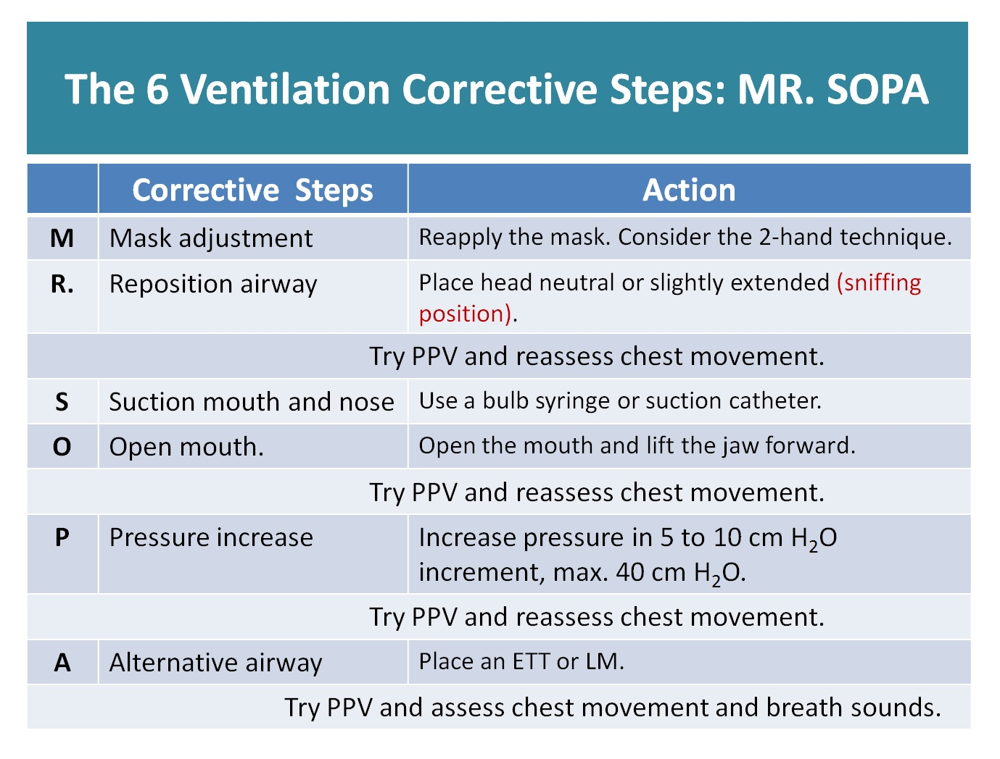 The 6 Ventilation Corrective Steps: MR. SOPA
Corrective Steps Action
M Mask adjustment Reapply the mask. Consider the 2-hand technique.
R. Reposition airway Place head neutral or slightly extended (sniffing
position).
Try PPV and reassess chest movement.
S Suction mouth and nose Use a bulb syringe or suction catheter.
O Open mouth. Open the mouth and lift the jaw forward.
Try PPV and reassess chest movement.
P Pressure increase Increase pressure in 5 to 10 cm H₂O
increment, max. 40 cm H₂O.
Try PPV and reassess chest movement.
A Alternative airway Place an ETT or LM.
Try PPV and assess chest movement and breath sounds.